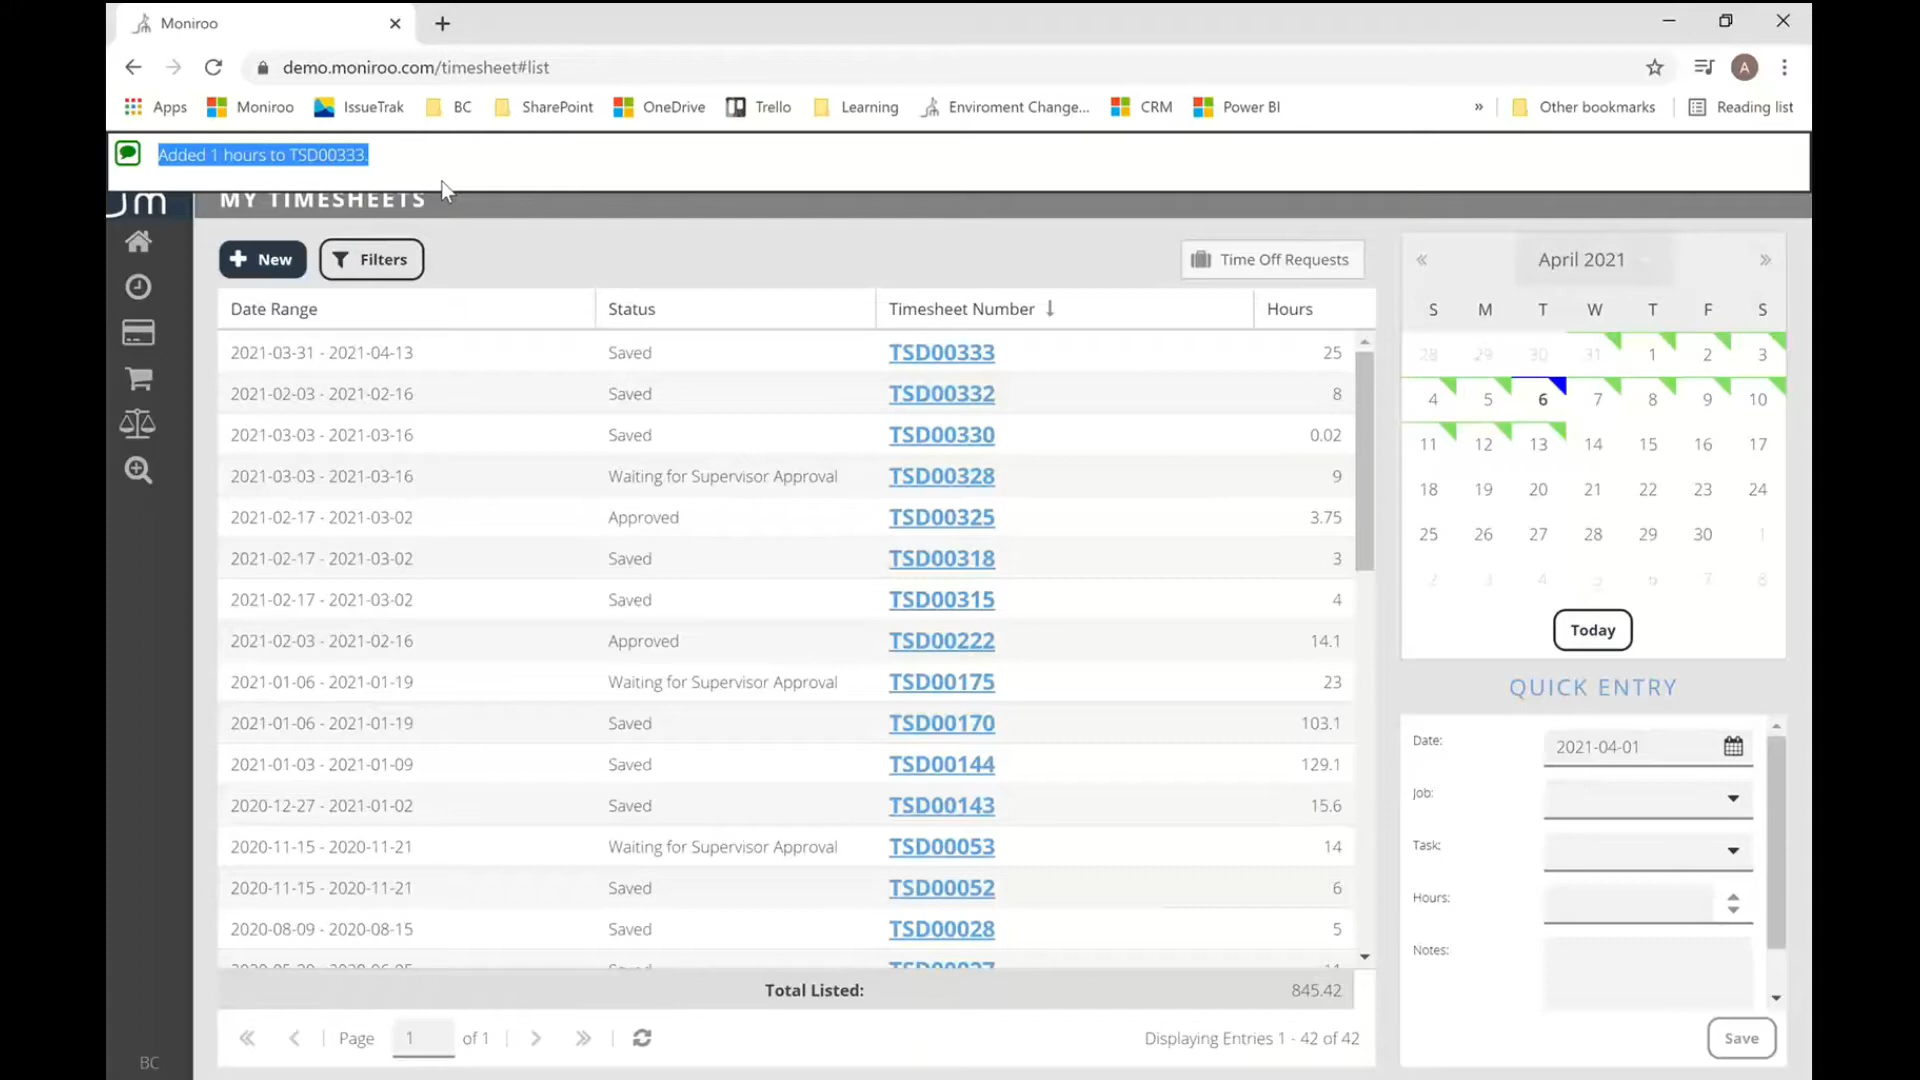 Moniroo
demo.moniroo.com/timesheet#list
A
Apps Moniroo IssueTrak BC SharePoint OneDrive Trello Learning Enviroment Change... CRM Power BI » Other bookmarks Reading list
Added 1 hours to TSD00333.
MY TIMESHEETS
New Filters Time Off Requests
Date Range Status Timesheet Number Hours
2021-03-31 - 2021-04-13 Saved TSD00333 25
2021-02-03 - 2021-02-16 Saved TSD00332 8
2021-03-03 - 2021-03-16 Saved TSD00330 0.02
2021-03-03 - 2021-03-16 Waiting for Supervisor Approval TSD00328 9
2021-02-17 - 2021-03-02 Approved TSD00325 3.75
2021-02-17 - 2021-03-02 Saved TSD00318 3
2021-02-17 - 2021-03-02 Saved TSD00315 4
2021-02-03 - 2021-02-16 Approved TSD00222 14.1
2021-01-06 - 2021-01-19 Waiting for Supervisor Approval TSD00175 23
2021-01-06 - 2021-01-19 Saved TSD00170 103.1
2021-01-03 - 2021-01-09 Saved TSD00144 129.1
2020-12-27 - 2021-01-02 Saved TSD00143 15.6
2020-11-15 - 2020-11-21 Waiting for Supervisor Approval TSD00053 14
2020-11-15 - 2020-11-21 Saved TSD00052 6
2020-08-09 - 2020-08-15 Saved TSD00028 5
Total Listed: 845.42
Page 1 of 1 Displaying Entries 1 - 42 of 42
BC
« April 2021 »
S M T W T F S
28 29 30 31 1 2 3
4 5 6 7 8 9 10
11 12 13 14 15 16 17
18 19 20 21 22 23 24
25 26 27 28 29 30 1
2 3 4 5 6 7 8
Today
QUICK ENTRY
Date: 2021-04-01
Job:
Task:
Hours:
Notes:
Save